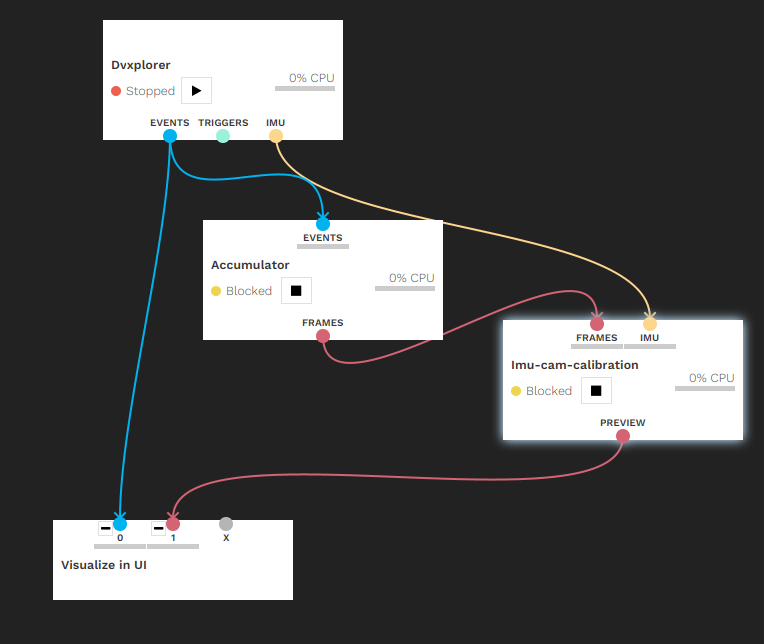 Dvxplorer
Stopped
0% CPU
EVENTS TRIGGERS IMU
EVENTS
Accumulator
Blocked
0% CPU
FRAMES
FRAMES IMU
Imu-cam-calibration
Blocked
0% CPU
PREVIEW
0 1 X
Visualize in UI